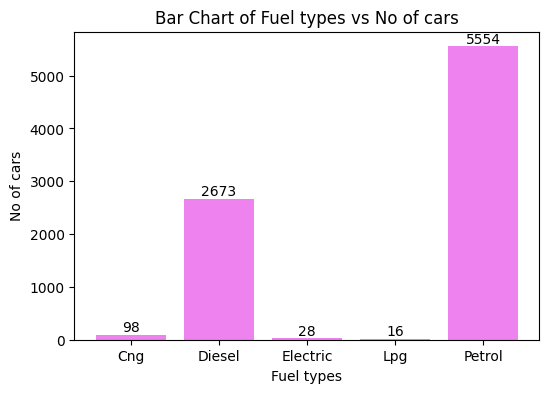 Bar Chart of Fuel types vs No of cars
No of cars
5000
4000
3000
2000
1000
0
98
2673
28
16
5554
Cng Diesel Electric Lpg Petrol
Fuel types